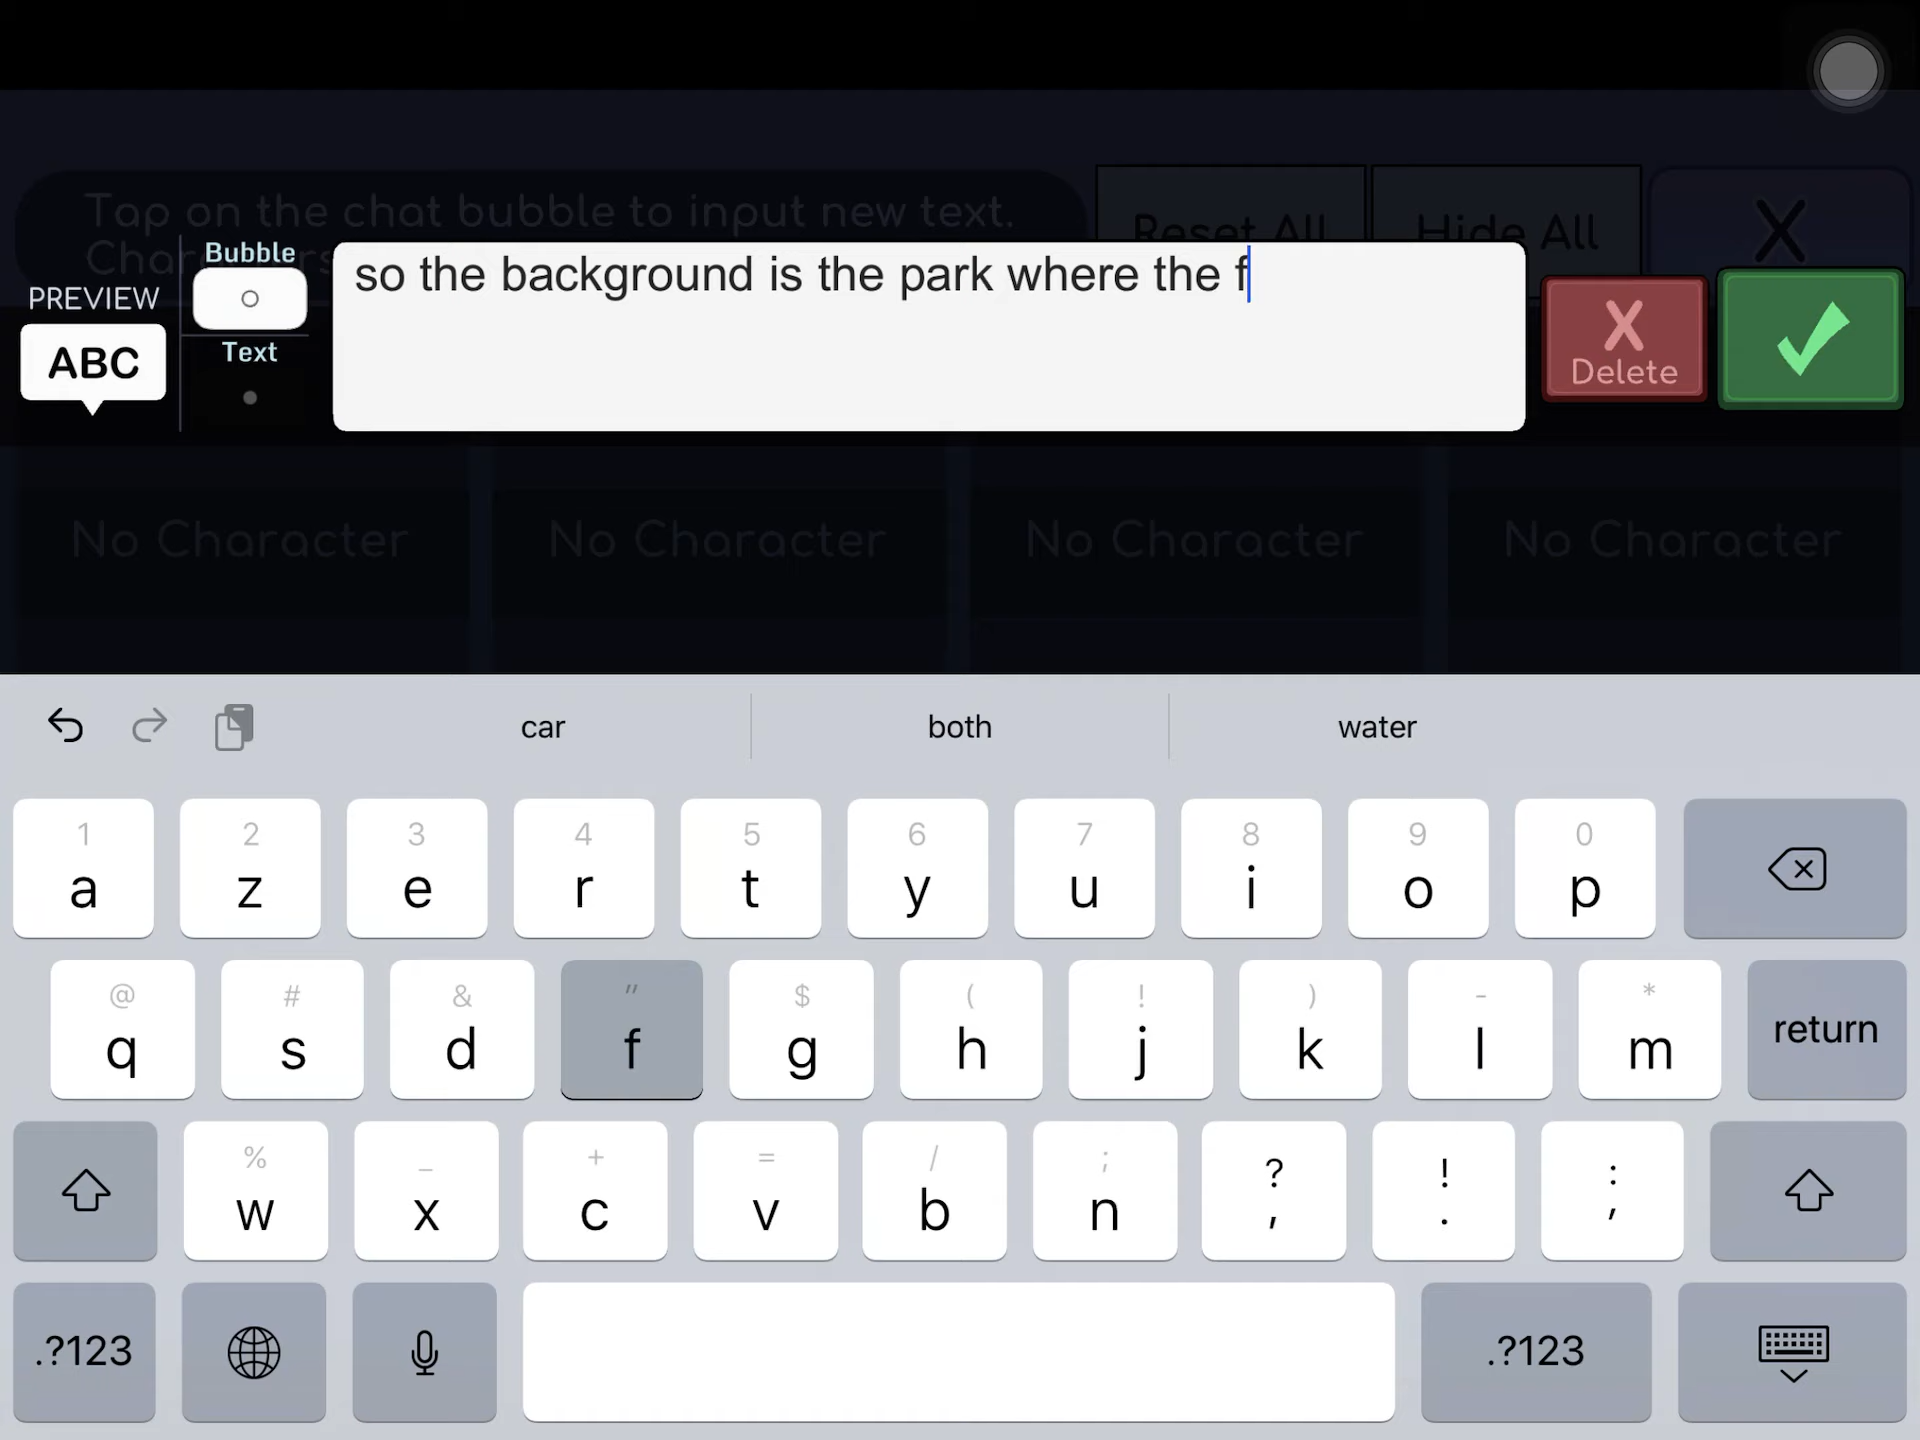 Tap on the chat bubble to input new text.
Characters
Reset All
Hide All
X
PREVIEW
ABC
Bubble
Text
so the background is the park where the f
X
Delete
No Character
No Character
No Character
No Character
car
both
water
1 2 3 4 5 6 7 8 9 0
a z e r t y u i o p
@ # & " $ ( ! ) - *
q s d f g h j k l m
return
% _ + = / ; ? ! :
w x c v b n , . '
.?123
.?123